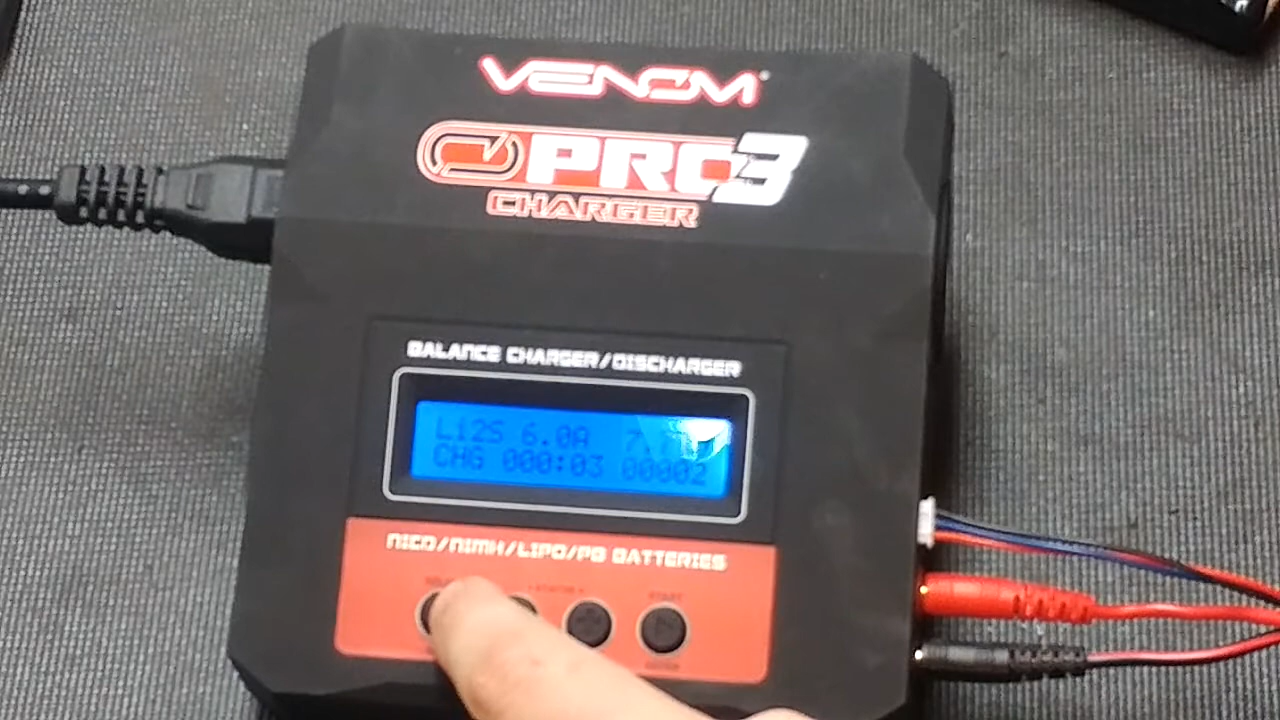 VENOM®
PRO3
CHARGER
BALANCE CHARGER/DISCHARGER
Li2S 6.0A
CHG 000:03 00002
NICD/NIMH/LIPO/PB BATTERIES
START
ENTER